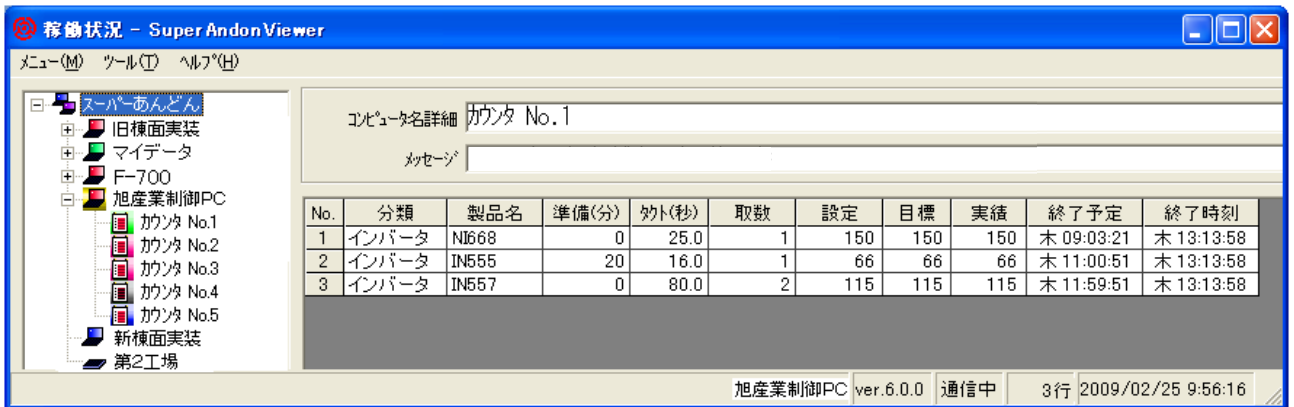 稼働状況 - Super Andon Viewer
メニュー(M) ツール(T) ヘルプ(H)
スーパーあんどん
旧棟面実装
マイデータ
F-700
旭産業制御PC
カウンタ No.1
カウンタ No.2
カウンタ No.3
カウンタ No.4
カウンタ No.5
新棟面実装
第2工場
コンピュータ名詳細 カウンタ No.1
メッセージ
No. 分類 製品名 準備(分) タクト(秒) 取数 設定 目標 実績 終了予定 終了時刻
1 インバータ NI668 0 25.0 1 150 150 150 木 09:03:21 木 13:13:58
2 インバータ IN555 20 16.0 1 66 66 66 木 11:00:51 木 13:13:58
3 インバータ IN557 0 80.0 2 115 115 115 木 11:59:51 木 13:13:58
旭産業制御PC ver.6.0.0 通信中 3行 2009/02/25 9:56:16